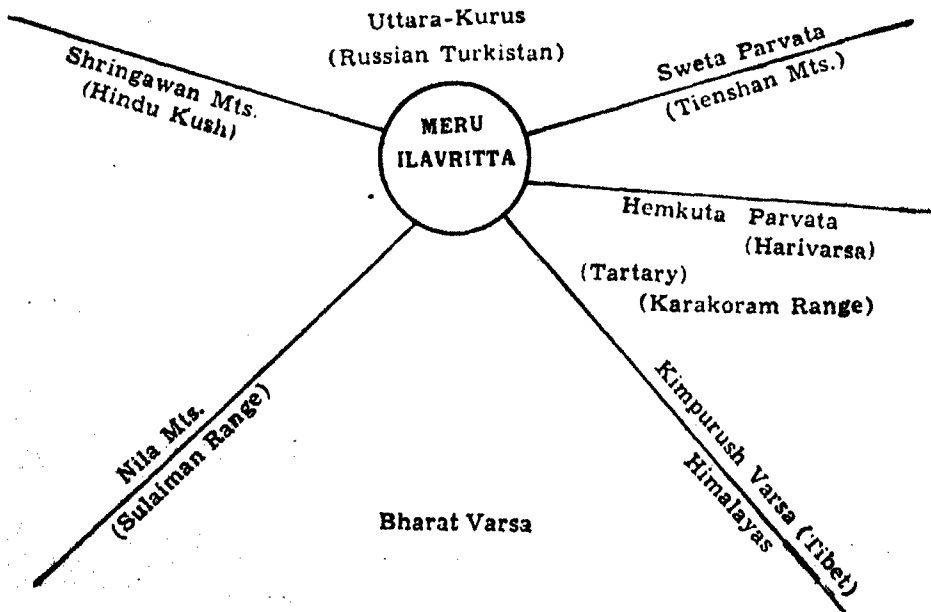 Uttara-Kurus
(Russian Turkistan)
Shringawan Mts.
(Hindu Kush)
Sweta Parvata
(Tienshan Mts.)
MERU
ILAVRITTA
Hemkuta Parvata
(Harivarsa)
(Tartary)
(Karakoram Range)
Nila Mts.
(Sulaiman Range)
Kimpurush Varsa (Tibet)
Himalayas
Bharat Varsa